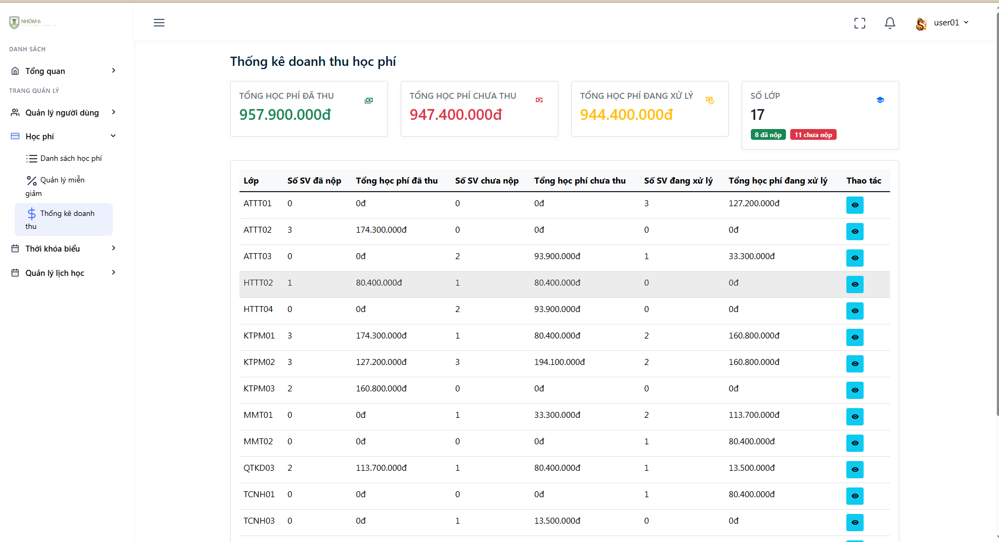 NHÓM 6
user01
DANH SÁCH
Tổng quan
TRANG QUẢN LÝ
Quản lý người dùng
Học phí
Danh sách học phí
Quản lý miễn
giảm
Thống kê doanh
thu
Thời khóa biểu
Quản lý lịch học
Thống kê doanh thu học phí
TỔNG HỌC PHÍ ĐÃ THU
957.900.000đ
TỔNG HỌC PHÍ CHƯA THU
947.400.000đ
TỔNG HỌC PHÍ ĐANG XỬ LÝ
944.400.000đ
SỐ LỚP
17
8 đã nộp 11 chưa nộp
Lớp Số SV đã nộp Tổng học phí đã thu Số SV chưa nộp Tổng học phí chưa thu Số SV đang xử lý Tổng học phí đang xử lý Thao tác
ATTT01 0 0đ 0 0đ 3 127.200.000đ
ATTT02 3 174.300.000đ 0 0đ 0 0đ
ATTT03 0 0đ 2 93.900.000đ 1 33.300.000đ
HTTT02 1 80.400.000đ 1 80.400.000đ 0 0đ
HTTT04 0 0đ 2 93.900.000đ 0 0đ
KTPM01 3 174.300.000đ 1 80.400.000đ 2 160.800.000đ
KTPM02 3 127.200.000đ 3 194.100.000đ 2 160.800.000đ
KTPM03 2 160.800.000đ 0 0đ 0 0đ
MMT01 0 0đ 1 33.300.000đ 2 113.700.000đ
MMT02 0 0đ 0 0đ 1 80.400.000đ
QTKD03 2 113.700.000đ 1 80.400.000đ 1 13.500.000đ
TCNH01 0 0đ 0 0đ 1 80.400.000đ
TCNH03 0 0đ 1 13.500.000đ 0 0đ